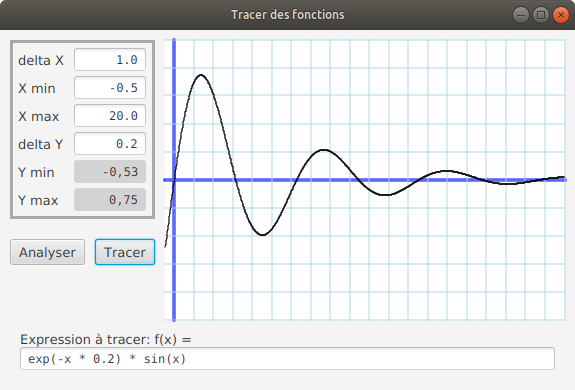 Tracer des fonctions
delta X 1.0
X min -0.5
X max 20.0
delta Y 0.2
Y min -0,53
Y max 0,75
Analyser Tracer
Expression à tracer: f(x) =
exp(-x * 0.2) * sin(x)